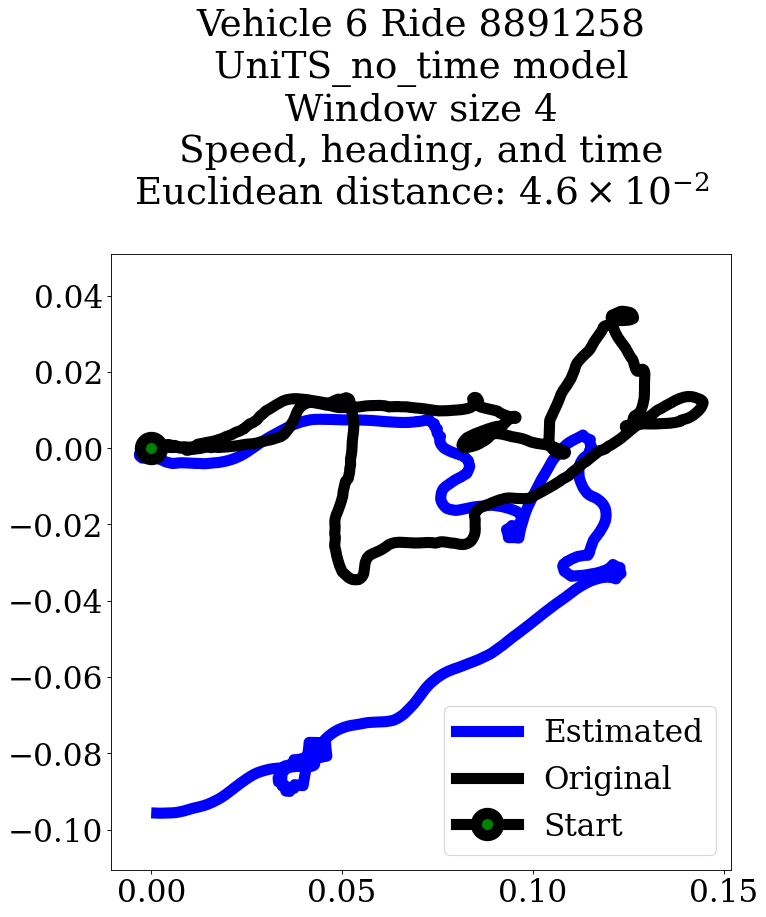 Vehicle 6 Ride 8891258
UniTS_no_time model
Window size 4
Speed, heading, and time
Euclidean distance: 4.6 × 10⁻²
0.04
0.02
0.00
−0.02
−0.04
−0.06
−0.08
−0.10
Estimated
Original
Start
0.00 0.05 0.10 0.15